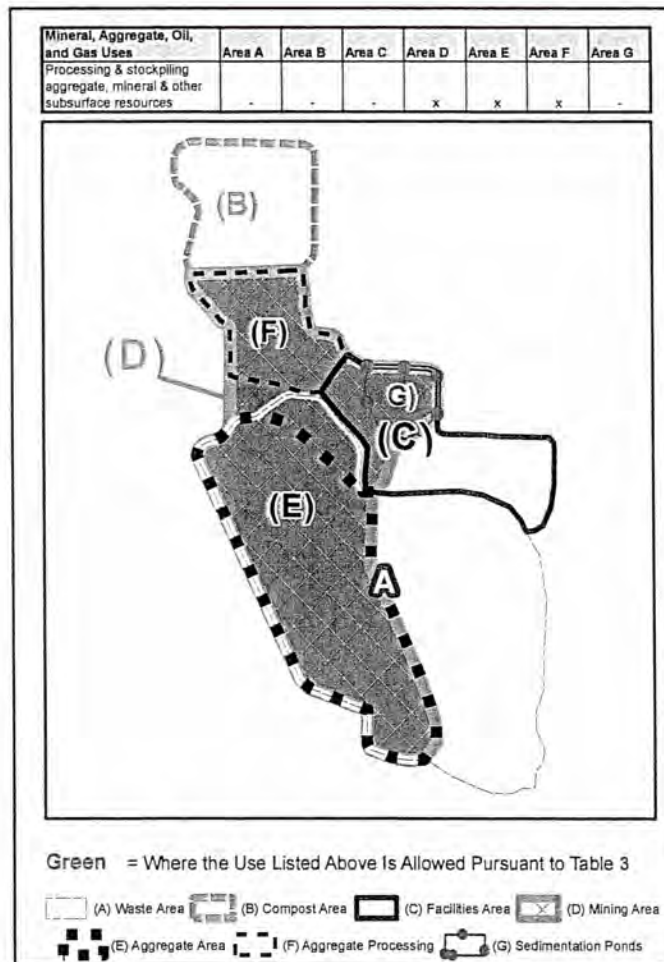 Mineral, Aggregate, Oil,
and Gas Uses Area A Area B Area C Area D Area E Area F Area G
Processing & stockpiling
aggregate, mineral & other
subsurface resources - - - x x x -
(B)
(F)
(D)
G)
(C)
(E)
A
Green = Where the Use Listed Above Is Allowed Pursuant to Table 3
(A) Waste Area (B) Compost Area (C) Facilities Area (D) Mining Area
(E) Aggregate Area (F) Aggregate Processing (G) Sedimentation Ponds